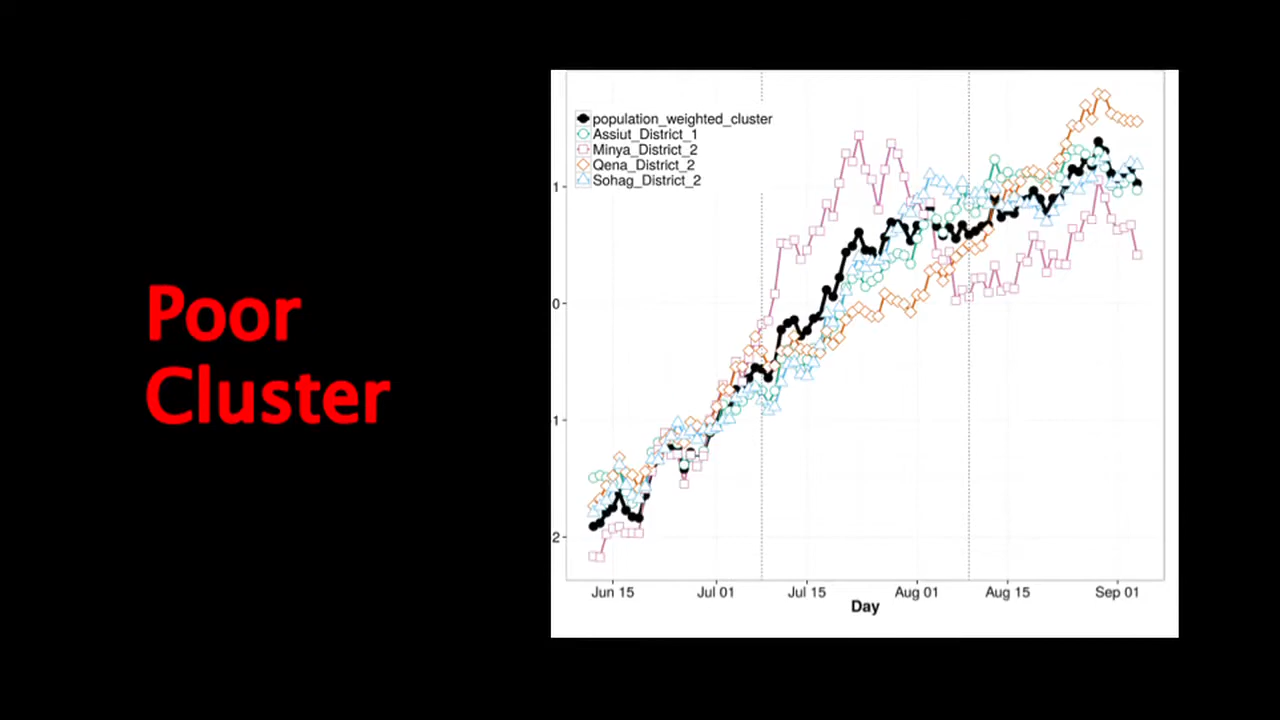 Poor
Cluster
population_weighted_cluster
Assiut_District_1
Minya_District_2
Qena_District_2
Sohag_District_2
1
0
1
2
Jun 15 Jul 01 Jul 15 Aug 01 Aug 15 Sep 01
Day